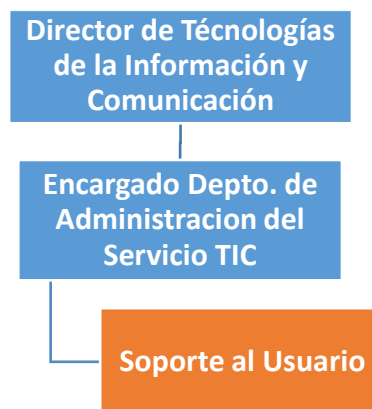 Director de Técnologías
de la Información y
Comunicación
Encargado Depto. de
Administracion del
Servicio TIC
Soporte al Usuario